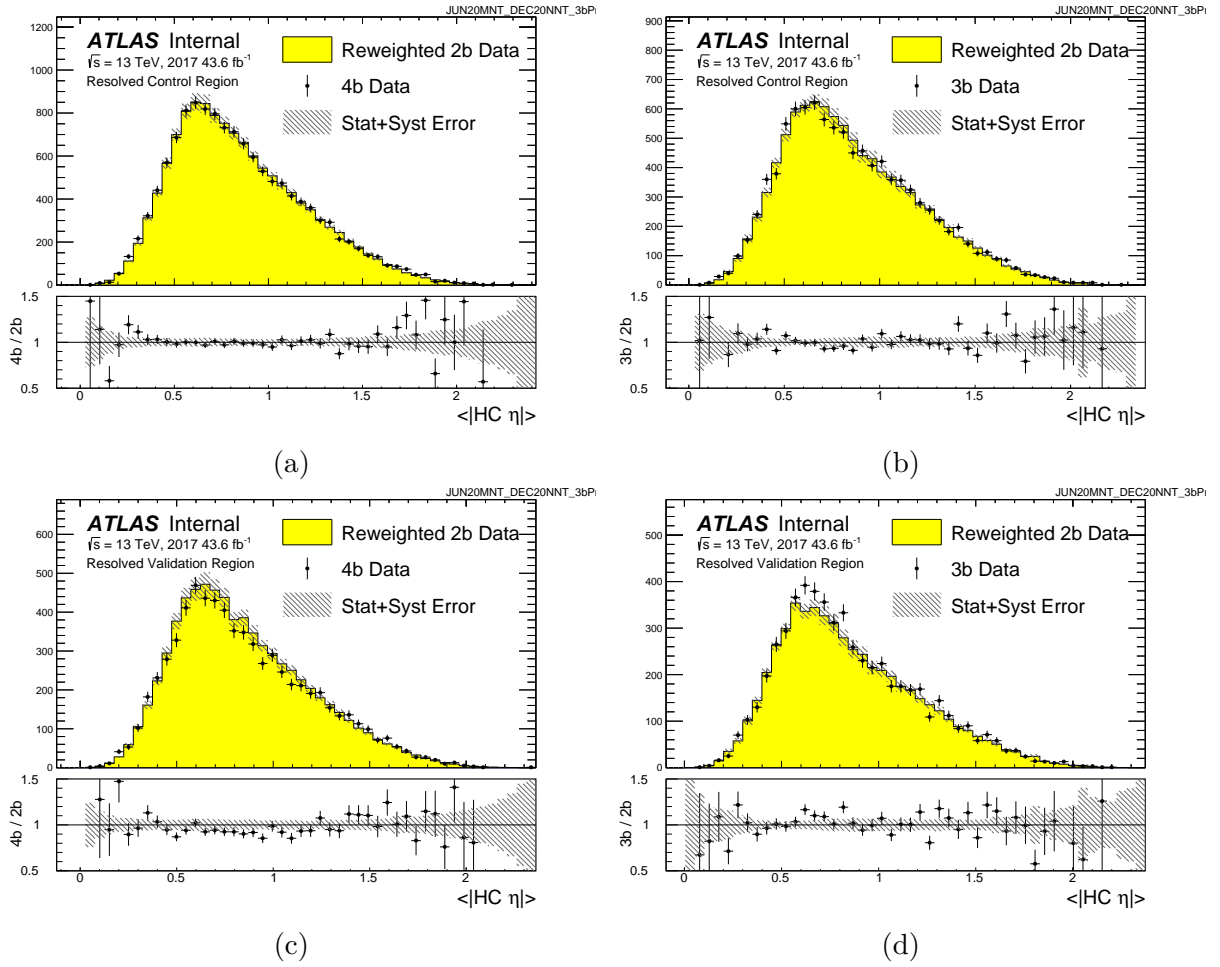 JUN20MNT_DEC20NNT_3bPr
1200
1000
800
600
400
200
0
ATLAS Internal
√s = 13 TeV, 2017 43.6 fb-1
Resolved Control Region
Reweighted 2b Data
4b Data
Stat+Syst Error
1.5
1
0.5
4b / 2b
0 0.5 1 1.5 2
<|HC η|>
(a)
JUN20MNT_DEC20NNT_3bPr
900
800
700
600
500
400
300
200
100
0
ATLAS Internal
√s = 13 TeV, 2017 43.6 fb-1
Resolved Control Region
Reweighted 2b Data
3b Data
Stat+Syst Error
1.5
1
0.5
3b / 2b
0 0.5 1 1.5 2
<|HC η|>
(b)
JUN20MNT_DEC20NNT_3bPr
600
500
400
300
200
100
0
ATLAS Internal
√s = 13 TeV, 2017 43.6 fb-1
Resolved Validation Region
Reweighted 2b Data
4b Data
Stat+Syst Error
1.5
1
0.5
4b / 2b
0 0.5 1 1.5 2
<|HC η|>
(c)
JUN20MNT_DEC20NNT_3bPr
500
400
300
200
100
0
ATLAS Internal
√s = 13 TeV, 2017 43.6 fb-1
Resolved Validation Region
Reweighted 2b Data
3b Data
Stat+Syst Error
1.5
1
0.5
3b / 2b
0 0.5 1 1.5 2
<|HC η|>
(d)